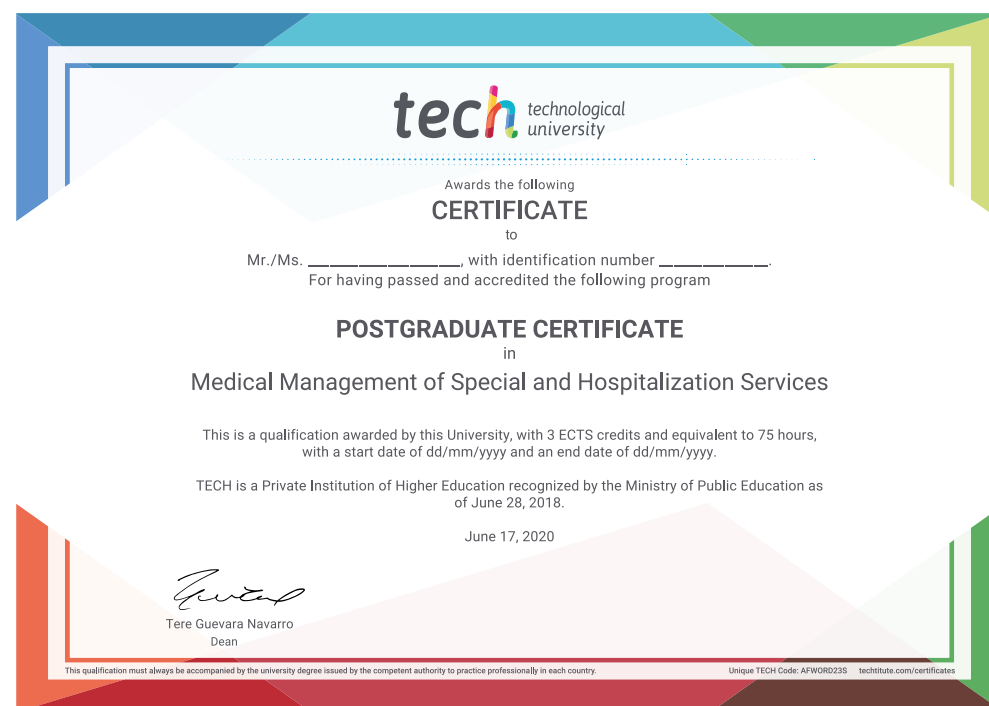 tech technological
university
Awards the following
CERTIFICATE
to
Mr./Ms. ____________________, with identification number ______________.
For having passed and accredited the following program
POSTGRADUATE CERTIFICATE
in
Medical Management of Special and Hospitalization Services
This is a qualification awarded by this University, with 3 ECTS credits and equivalent to 75 hours,
with a start date of dd/mm/yyyy and an end date of dd/mm/yyyy.
TECH is a Private Institution of Higher Education recognized by the Ministry of Public Education as
of June 28, 2018.
June 17, 2020
Tere Guevara Navarro
Dean
This qualification must always be accompanied by the university degree issued by the competent authority to practice professionally in each country. Unique TECH Code: AFWORD23S techtitute.com/certificates